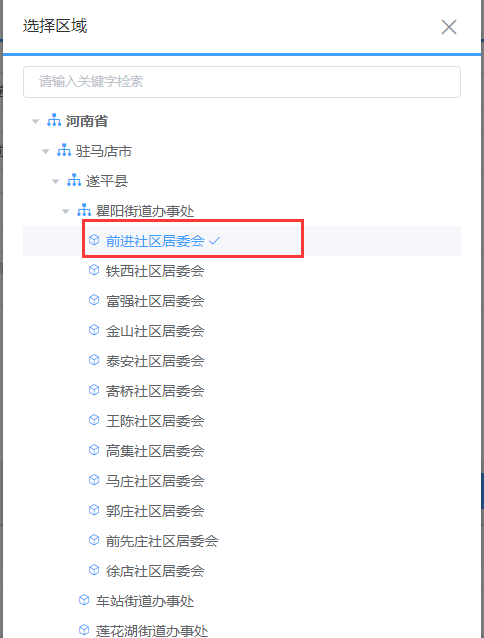 选择区域
请输入关键字检索
河南省
驻马店市
遂平县
瞿阳街道办事处
前进社区居委会
铁西社区居委会
富强社区居委会
金山社区居委会
泰安社区居委会
寄桥社区居委会
王陈社区居委会
高集社区居委会
马庄社区居委会
郭庄社区居委会
前先庄社区居委会
徐店社区居委会
车站街道办事处
莲花湖街道办事处